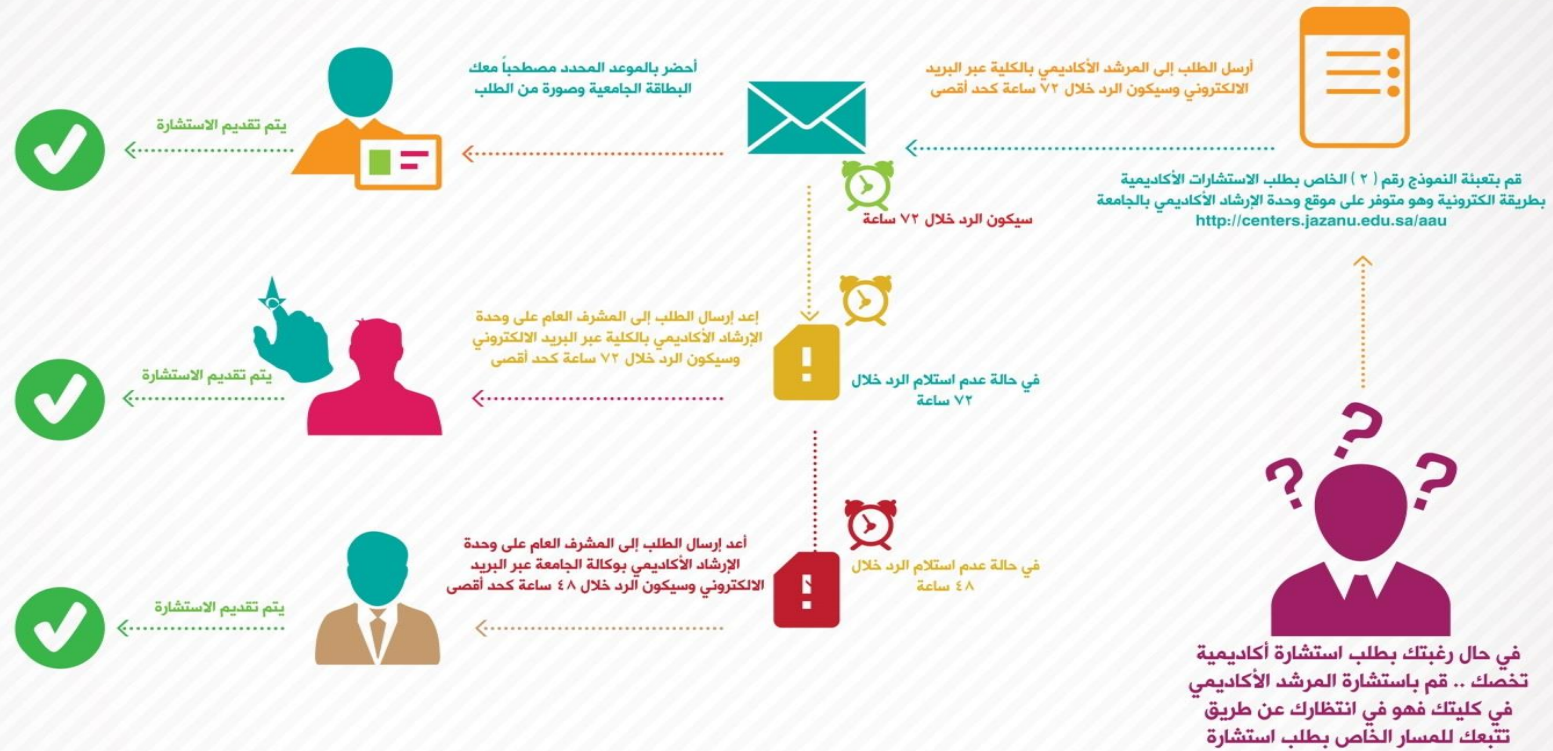 في حال رغبتك بطلب استشارة أكاديمية
تخصك .. قم باستشارة المرشد الأكاديمي
في كليتك فهو في انتظارك عن طريق
تتبعك للمسار الخاص بطلب استشارة
قم بتعبئة النموذج رقم ( ٢ ) الخاص بطلب الاستشارات الأكاديمية
بطريقة الكترونية وهو متوفر على موقع وحدة الإرشاد الأكاديمي بالجامعة
http://centers.jazanu.edu.sa/aau
أرسل الطلب إلى المرشد الأكاديمي بالكلية عبر البريد
الالكتروني وسيكون الرد خلال ٧٢ ساعة كحد أقصى
سيكون الرد خلال ٧٢ ساعة
أحضر بالموعد المحدد مصطحباً معك
البطاقة الجامعية وصورة من الطلب
يتم تقديم الاستشارة
في حالة عدم استلام الرد خلال
٧٢ ساعة
إعد إرسال الطلب إلى المشرف العام على وحدة
الإرشاد الأكاديمي بالكلية عبر البريد الالكتروني
وسيكون الرد خلال ٧٢ ساعة كحد أقصى
يتم تقديم الاستشارة
في حالة عدم استلام الرد خلال
٤٨ ساعة
أعد إرسال الطلب إلى المشرف العام على وحدة
الإرشاد الأكاديمي بوكالة الجامعة عبر البريد
الالكتروني وسيكون الرد خلال ٤٨ ساعة كحد أقصى
يتم تقديم الاستشارة